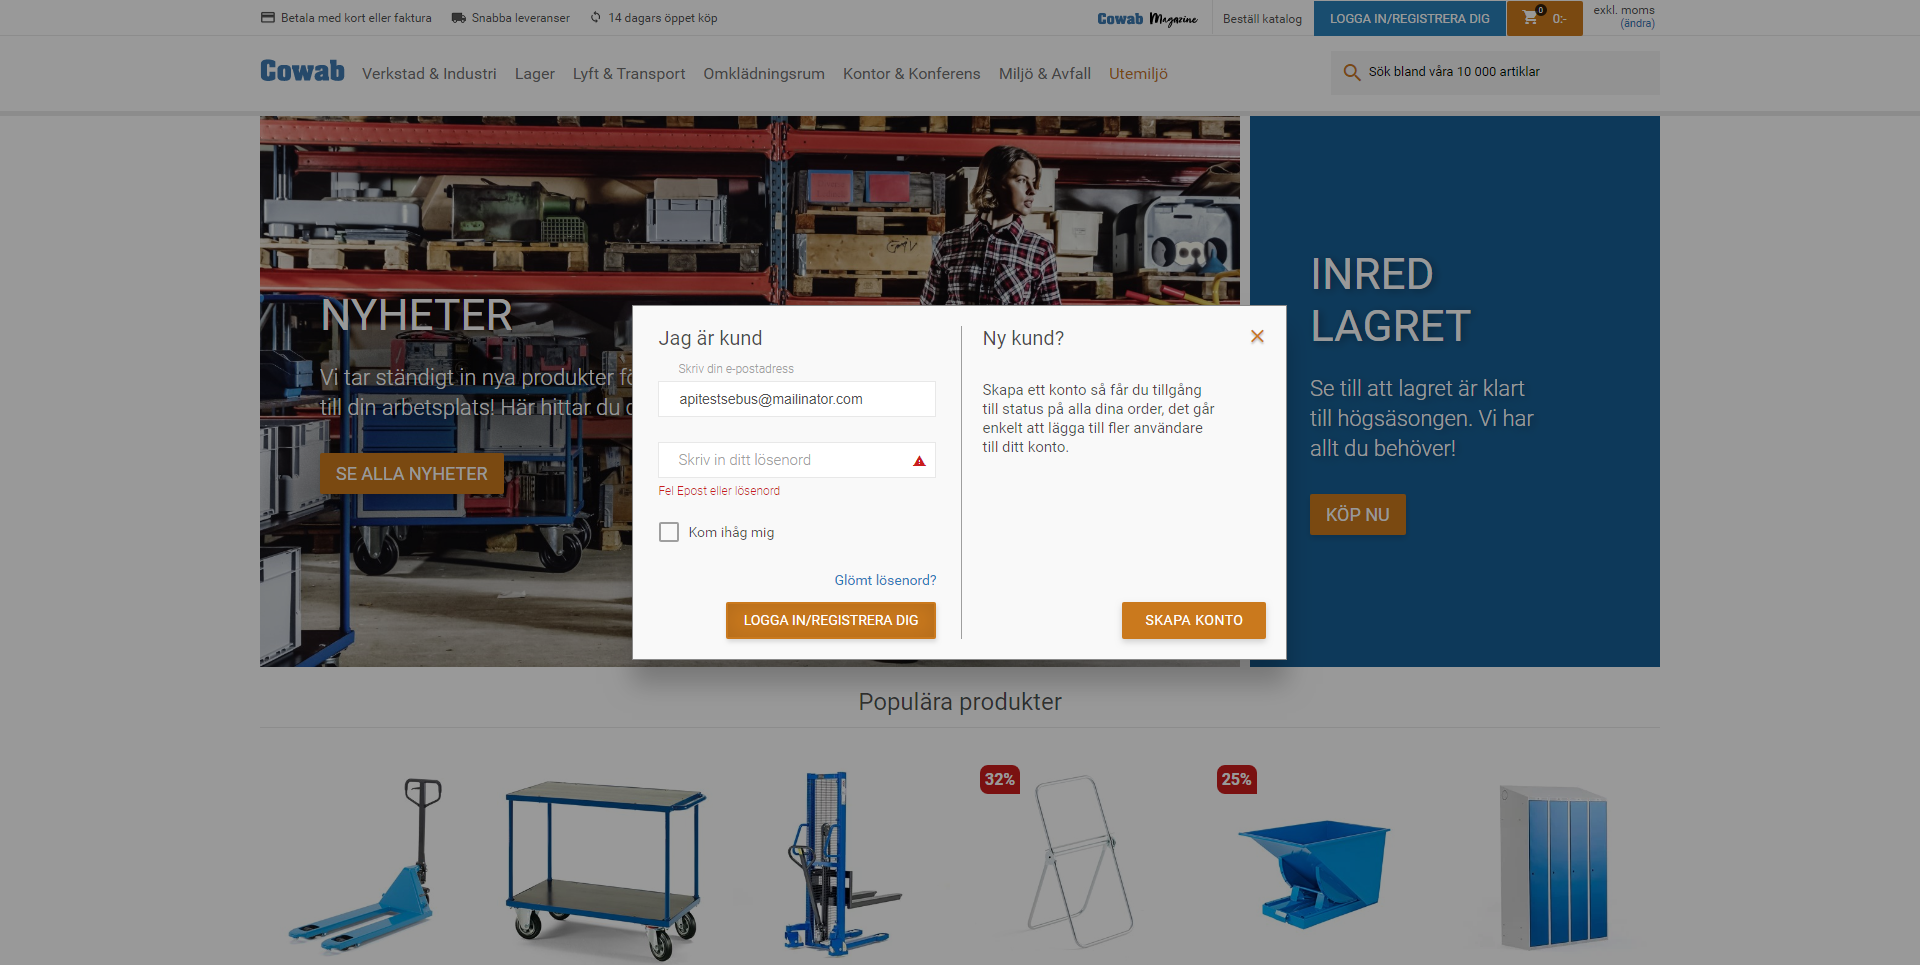 Betala med kort eller faktura
Snabba leveranser
14 dagars öppet köp
Cowab Magazine
Beställ katalog
LOGGA IN/REGISTRERA DIG
0
0:-
exkl. moms
(ändra)
Cowab
Verkstad & Industri
Lager
Lyft & Transport
Omklädningsrum
Kontor & Konferens
Miljö & Avfall
Utemiljö
Sök bland våra 10 000 artiklar
NYHETER
Vi tar ständigt in nya produkter
till din arbetsplats! Här hittar du
SE ALLA NYHETER
Jag är kund
Skriv din e-postadress
apitestsebus@mailinator.com
Skriv in ditt lösenord
Fel Epost eller lösenord
Kom ihåg mig
Glömt lösenord?
LOGGA IN/REGISTRERA DIG
Ny kund?
Skapa ett konto så får du tillgång
till status på alla dina order, det går
enkelt att lägga till fler användare
till ditt konto.
SKAPA KONTO
INRED
LAGRET
Se till att lagret är klart
till högsäsongen. Vi har
allt du behöver!
KÖP NU
Populära produkter
32%
25%